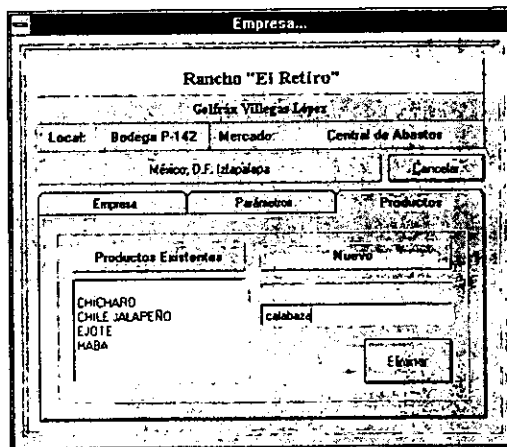 Empresa...
Rancho "El Retiro"
Golfrán Villegas López
Local: Bodega P-142 Mercado: Central de Abastos
México, D.F. Iztapalapa Cancelar
Empresa Parámetros Productos
Productos Existentes Nuevo
CHICHARO
CHILE JALAPEÑO
EJOTE
HABA
calabaza
Eliminar